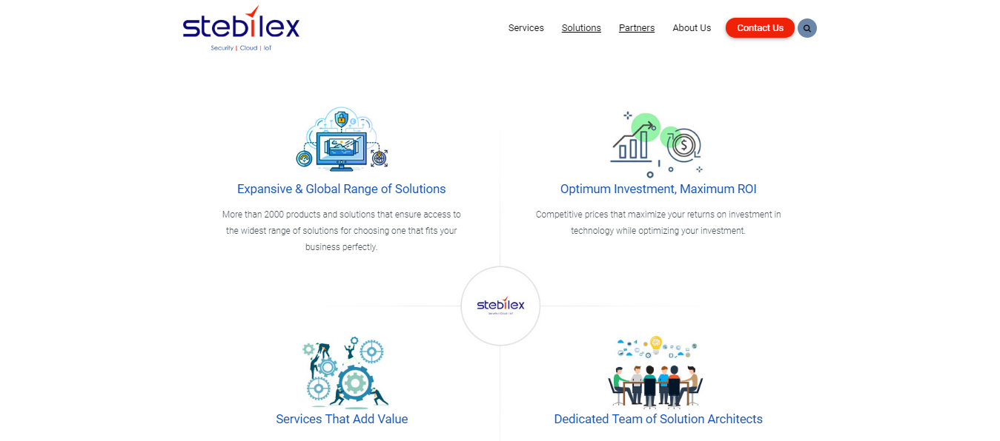 stebilex
Security | Cloud | IoT
Services
Solutions
Partners
About Us
Contact Us
Expansive & Global Range of Solutions
More than 2000 products and solutions that ensure access to
the widest range of solutions for choosing one that fits your
business perfectly.
Optimum Investment, Maximum ROI
Competitive prices that maximize your returns on investment in
technology while optimizing your investment.
stebilex
Security | Cloud | IoT
Services That Add Value
Dedicated Team of Solution Architects